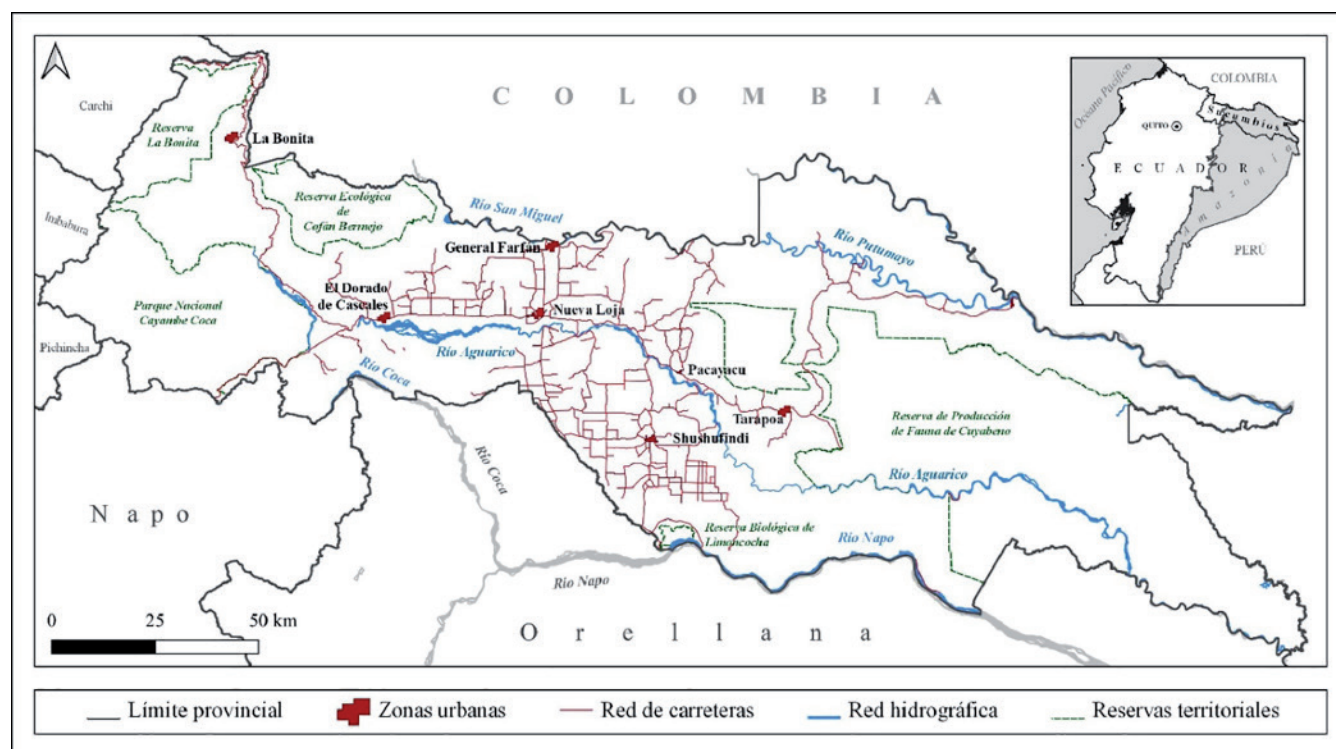 C O L O M B I A
Carchi
Reserva
La Bonita
La Bonita
Imbabura
Reserva Ecológica
de
Cofán Bermejo
Río San Miguel
General Farfán
Río Putumayo
El Dorado
de Cascales
Nueva Loja
Parque Nacional
Cayambe Coca
Pichincha
Río Aguarico
Río Coca
Pacayacu
Tarapoa
Reserva de Producción
de Fauna de Cuyabeno
Shushufindi
Río Coca
Río Aguarico
Napo
Reserva Biológica de
Limoncocha
Río Napo
Río Napo
Orellana
0 25 50 km
Océano Pacífico
COLOMBIA
Sucumbíos
QUITO
ECUADOR
Amazonía
PERÚ
Límite provincial
Zonas urbanas
Red de carreteras
Red hidrográfica
Reservas territoriales